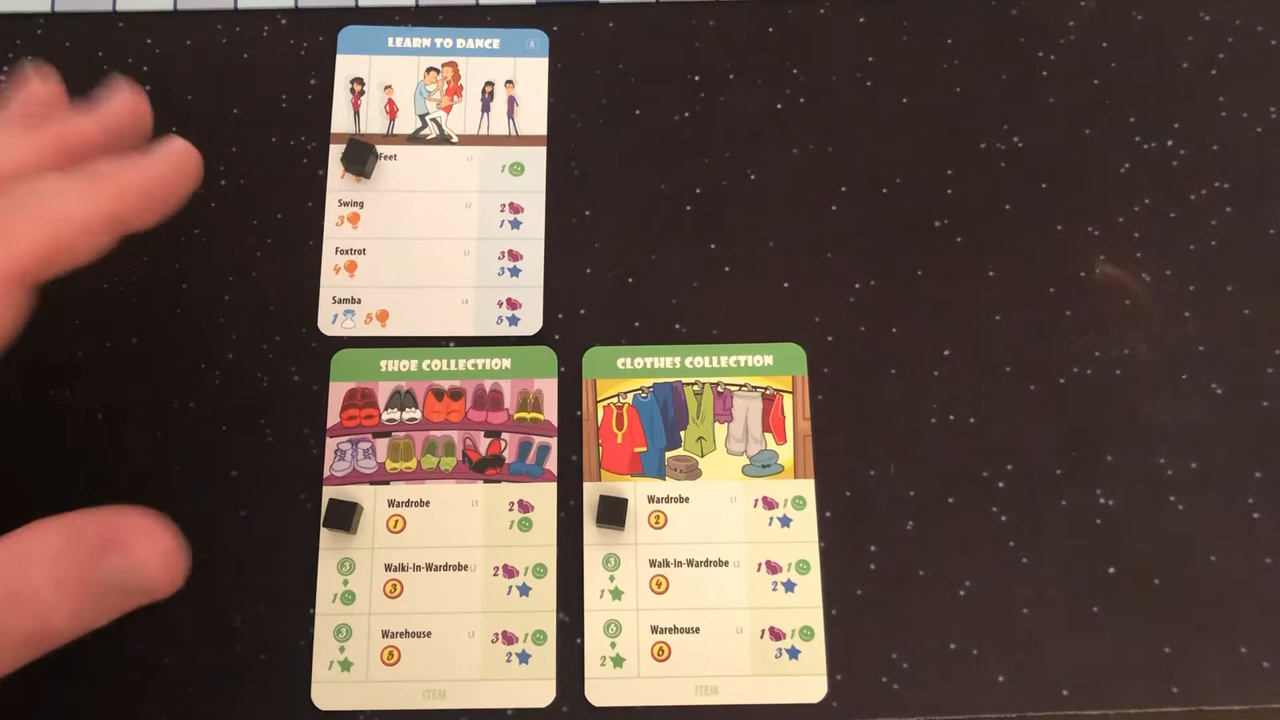 LEARN TO DANCE A
Feet L1 1
Swing L2 2
3 1
Foxtrot L3 3
4 3
Samba L4 4
1 5 5
SHOE COLLECTION
Wardrobe L1 2
1 1
3 Walki-In-Wardrobe L2 2 1
1 3 1
3 Warehouse L3 3 1
1 5 2
ITEM
CLOTHES COLLECTION
Wardrobe L1 1 1
2 1
3 Walk-In-Wardrobe L2 1 1
1 4 2
6 Warehouse L3 1 1
2 6 3
ITEM